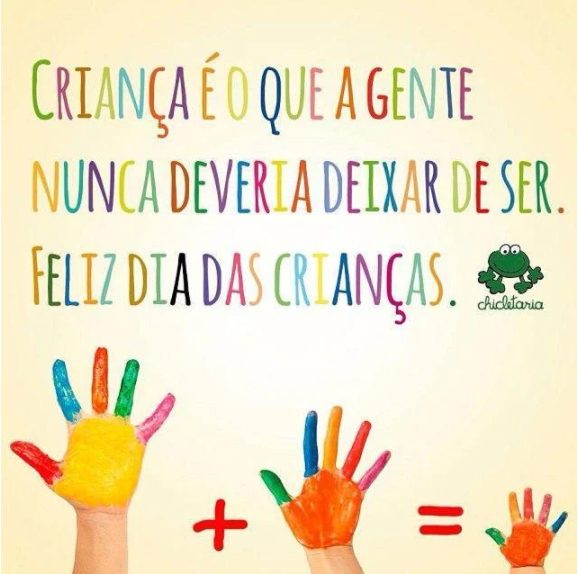 CRIANÇA É O QUE A GENTE
NUNCA DEVERIA DEIXAR DE SER.
FELIZ DIA DAS CRIANÇAS.
chicletaria
+ =